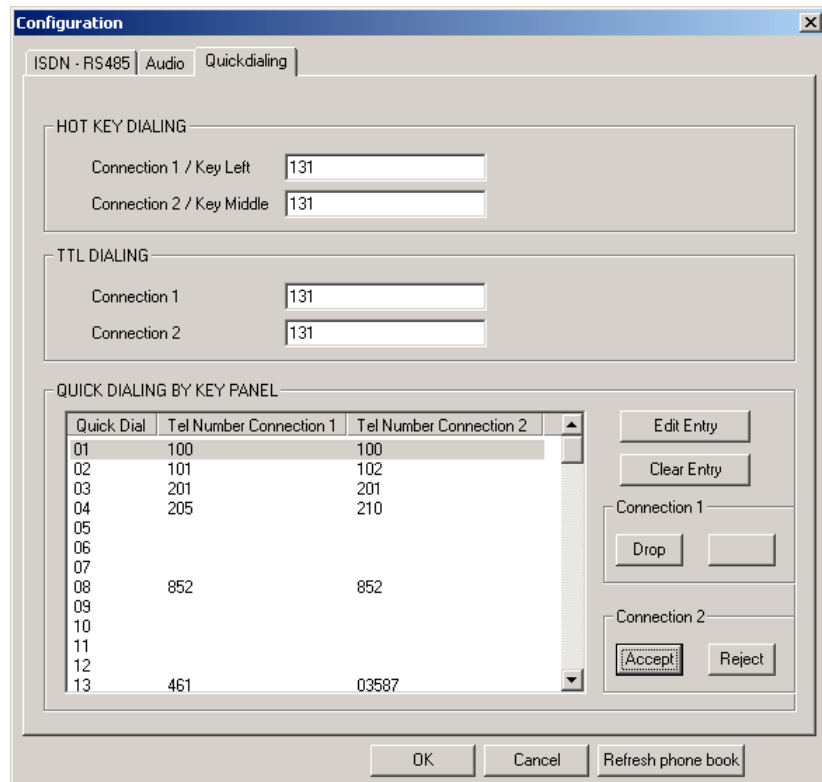 Configuration
ISDN - RS485 Audio Quickdialing
HOT KEY DIALING
Connection 1 / Key Left 131
Connection 2 / Key Middle 131
TTL DIALING
Connection 1 131
Connection 2 131
QUICK DIALING BY KEY PANEL
Quick Dial Tel Number Connection 1 Tel Number Connection 2
01 100 100
02 101 102
03 201 201
04 205 210
05
06
07
08 852 852
09
10
11
12
13 461 03587
Edit Entry
Clear Entry
Connection 1
Drop
Connection 2
Accept Reject
OK Cancel Refresh phone book